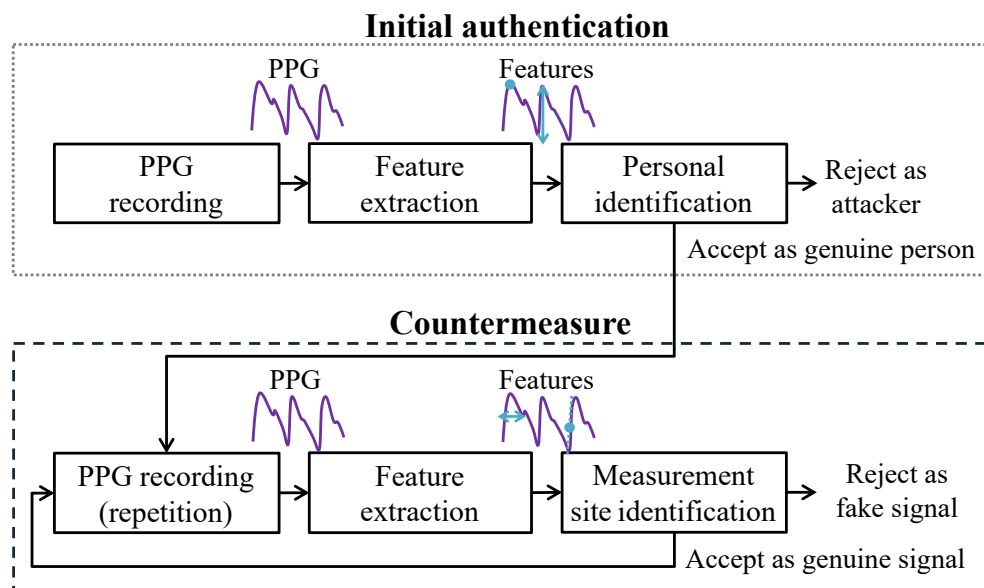 Initial authentication
PPG
Features
PPG
recording
Feature
extraction
Personal
identification
Reject as
attacker
Accept as genuine person
Countermeasure
PPG
Features
PPG recording
(repetition)
Feature
extraction
Measurement
site identification
Reject as
fake signal
Accept as genuine signal